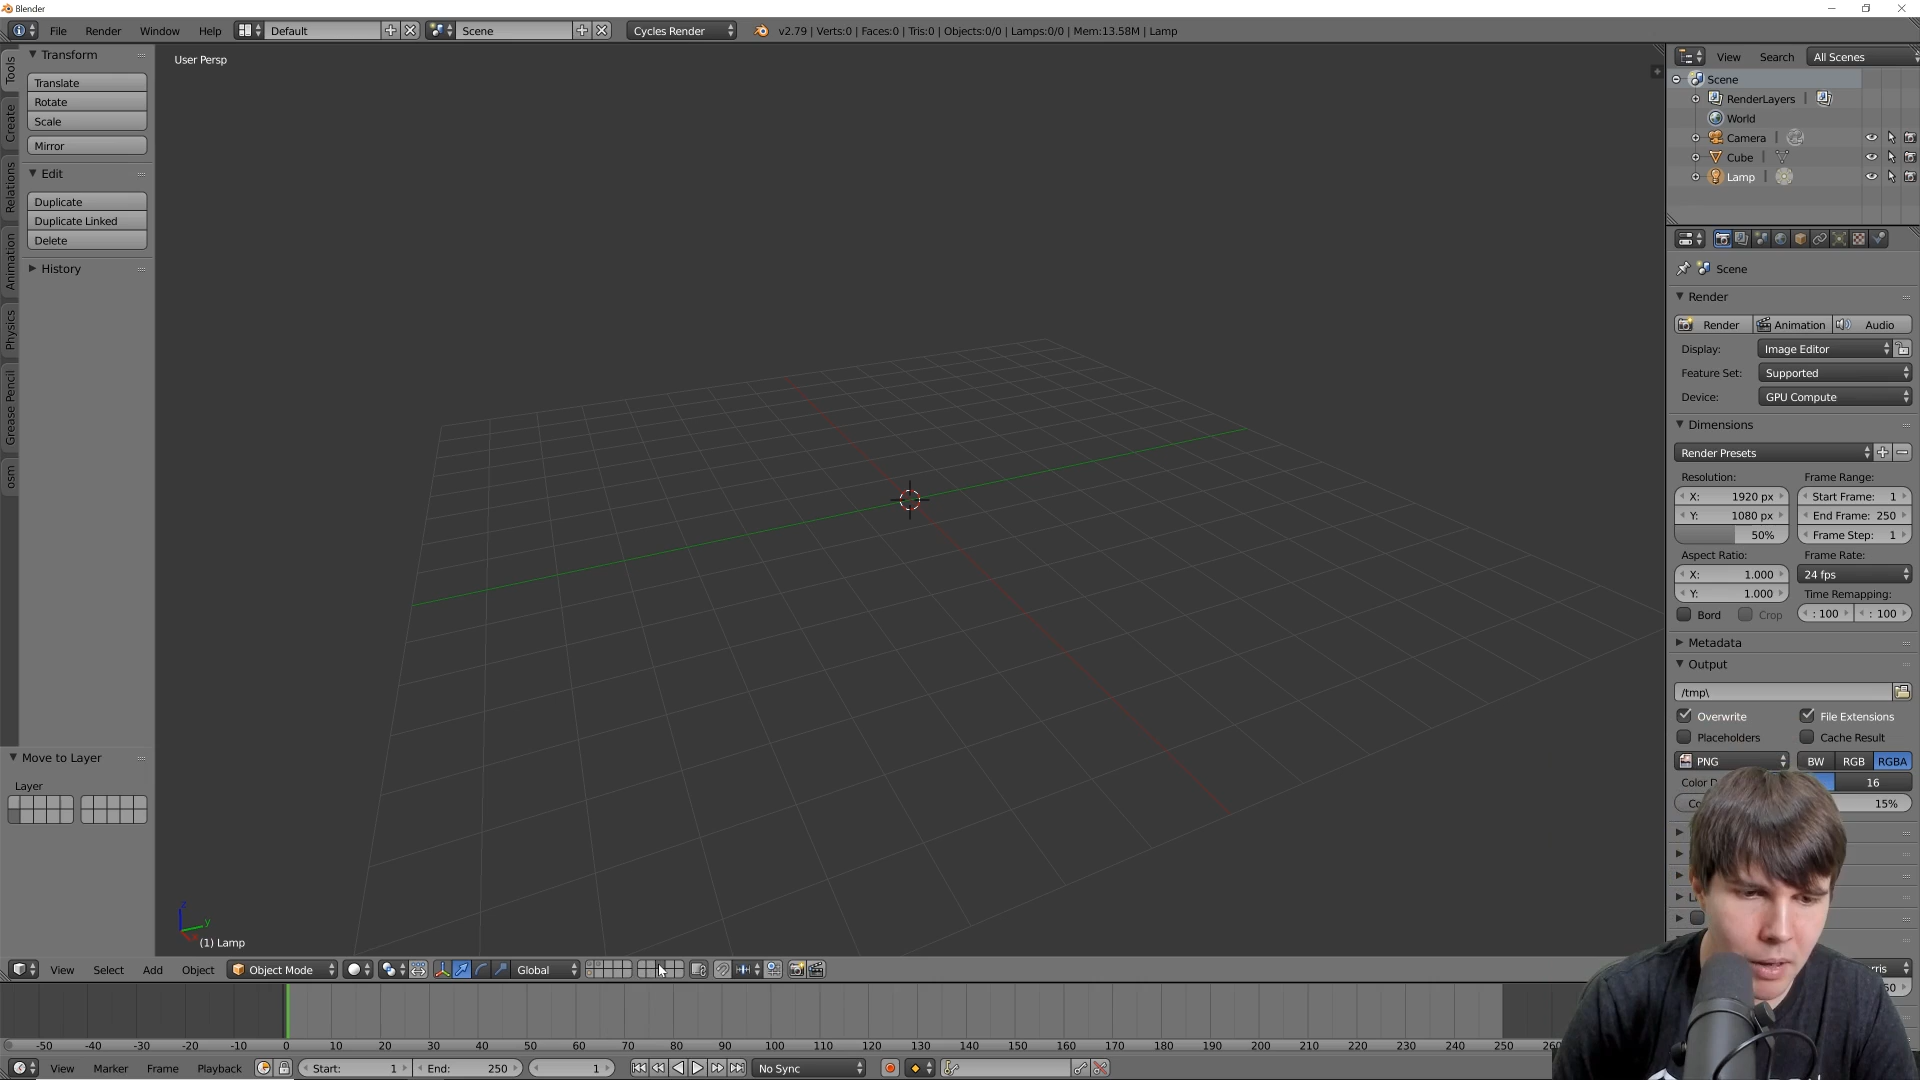 Blender
File Render Window Help Default Scene Cycles Render v2.79 | Verts:0 | Faces:0 | Tris:0 | Objects:0/0 | Lamps:0/0 | Mem:13.58M | Lamp
Transform
Translate
Rotate
Scale
Mirror
Edit
Duplicate
Duplicate Linked
Delete
History
Tools
Create
Relations
Animation
Physics
Grease Pencil
osm
Move to Layer
Layer
User Persp
z
y
(1) Lamp
View Search All Scenes
Scene
RenderLayers
World
Camera
Cube
Lamp
Scene
Render
Render Animation Audio
Display: Image Editor
Feature Set: Supported
Device: GPU Compute
Dimensions
Render Presets
Resolution: Frame Range:
X: 1920 px Start Frame: 1
Y: 1080 px End Frame: 250
50% Frame Step: 1
Aspect Ratio: Frame Rate:
X: 1.000 24 fps
Y: 1.000 Time Remapping:
Bord Crop : 100 : 100
Metadata
Output
/tmp\
Overwrite File Extensions
Placeholders Cache Result
PNG BW RGB RGBA
Color D 16
Co 15%
View Select Add Object Object Mode Global
-50 -40 -30 -20 -10 0 10 20 30 40 50 60 70 80 90 100 110 120 130 140 150 160 170 180 190 200 210 220 230 240 250
View Marker Frame Playback Start: 1 End: 250 1 No Sync